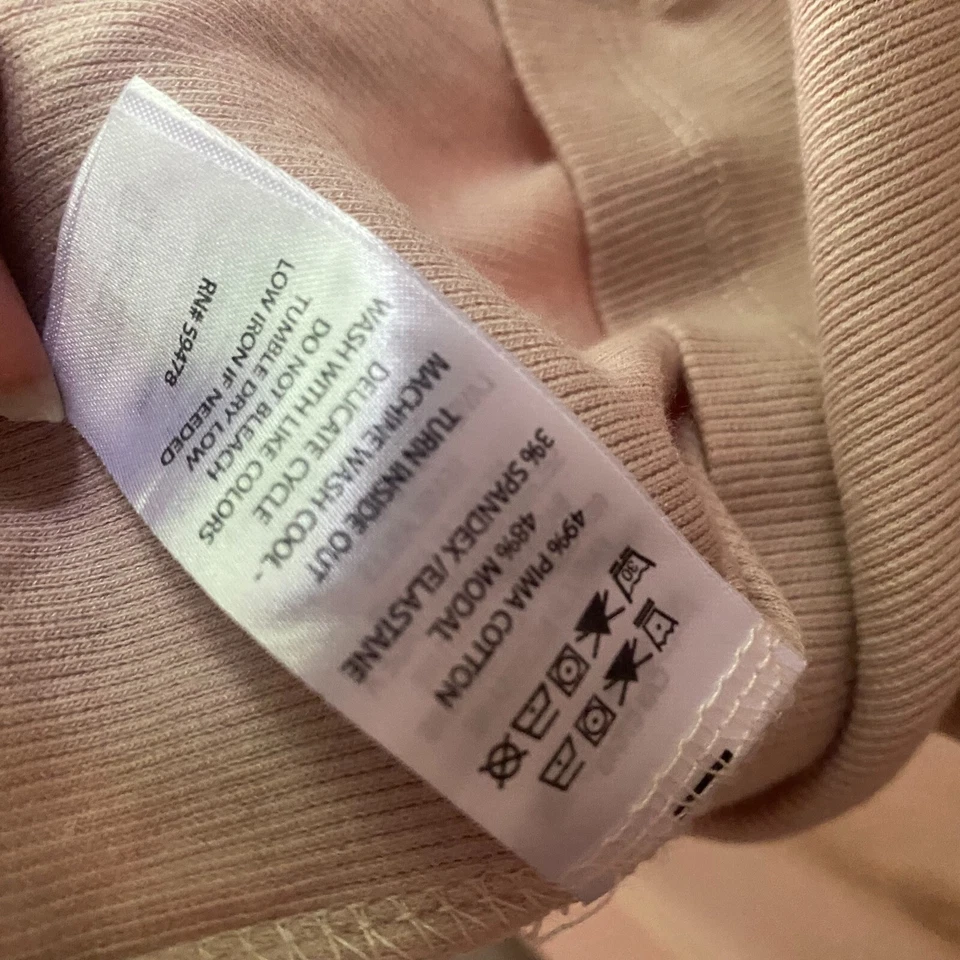 49% PIMA COTTON
48% MODAL
3% SPANDEX / ELASTANE
TURN INSIDE OUT
MACHINE WASH COOL -
DELICATE CYCLE
WASH WITH LIKE COLORS
DO NOT BLEACH
TUMBLE DRY LOW
LOW IRON IF NEEDED
RN# 59478
30